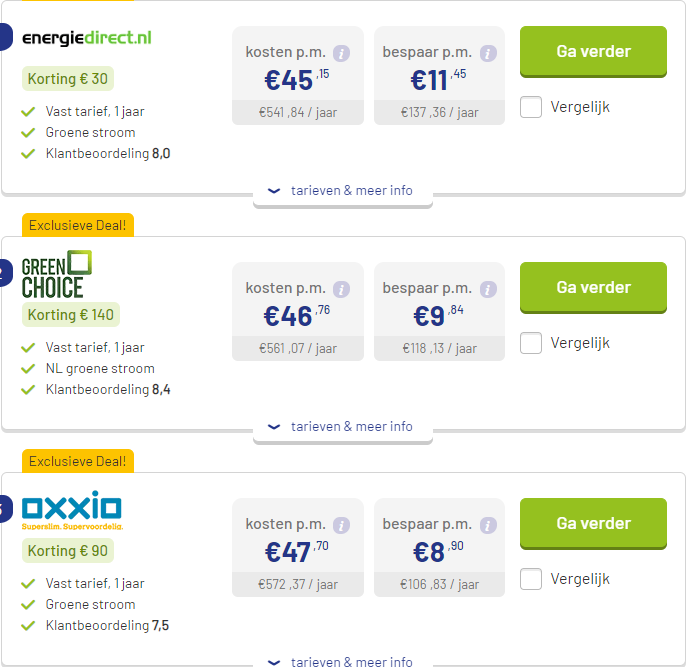 energiedirect.nl
Korting € 30
Vast tarief, 1 jaar
Groene stroom
Klantbeoordeling 8,0
kosten p.m. i
€45,15
€541,84 / jaar
bespaar p.m. i
€11,45
€137,36 / jaar
Ga verder
Vergelijk
tarieven & meer info
Exclusieve Deal!
GREEN
CHOICE
Korting € 140
Vast tarief, 1 jaar
NL groene stroom
Klantbeoordeling 8,4
kosten p.m. i
€46,76
€561,07 / jaar
bespaar p.m. i
€9,84
€118,13 / jaar
Ga verder
Vergelijk
tarieven & meer info
Exclusieve Deal!
oxxio
Superslim. Supervoordelig.
Korting € 90
Vast tarief, 1 jaar
Groene stroom
Klantbeoordeling 7,5
kosten p.m. i
€47,70
€572,37 / jaar
bespaar p.m. i
€8,90
€106,83 / jaar
Ga verder
Vergelijk
tarieven & meer info